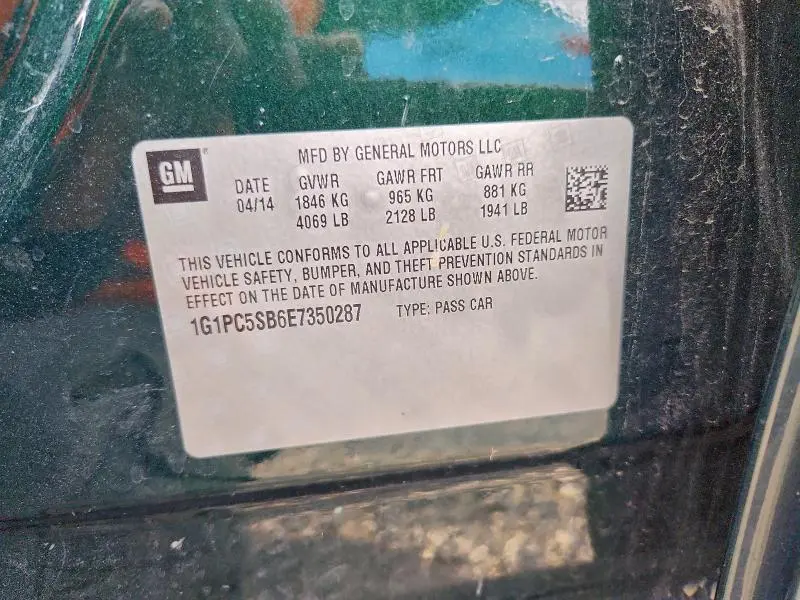 GM
MFD BY GENERAL MOTORS LLC
DATE GVWR GAWR FRT GAWR RR
04/14 1846 KG 965 KG 881 KG
4069 LB 2128 LB 1941 LB
THIS VEHICLE CONFORMS TO ALL APPLICABLE U.S. FEDERAL MOTOR
VEHICLE SAFETY, BUMPER, AND THEFT PREVENTION STANDARDS IN
EFFECT ON THE DATE OF MANUFACTURE SHOWN ABOVE.
1G1PC5SB6E7350287 TYPE: PASS CAR